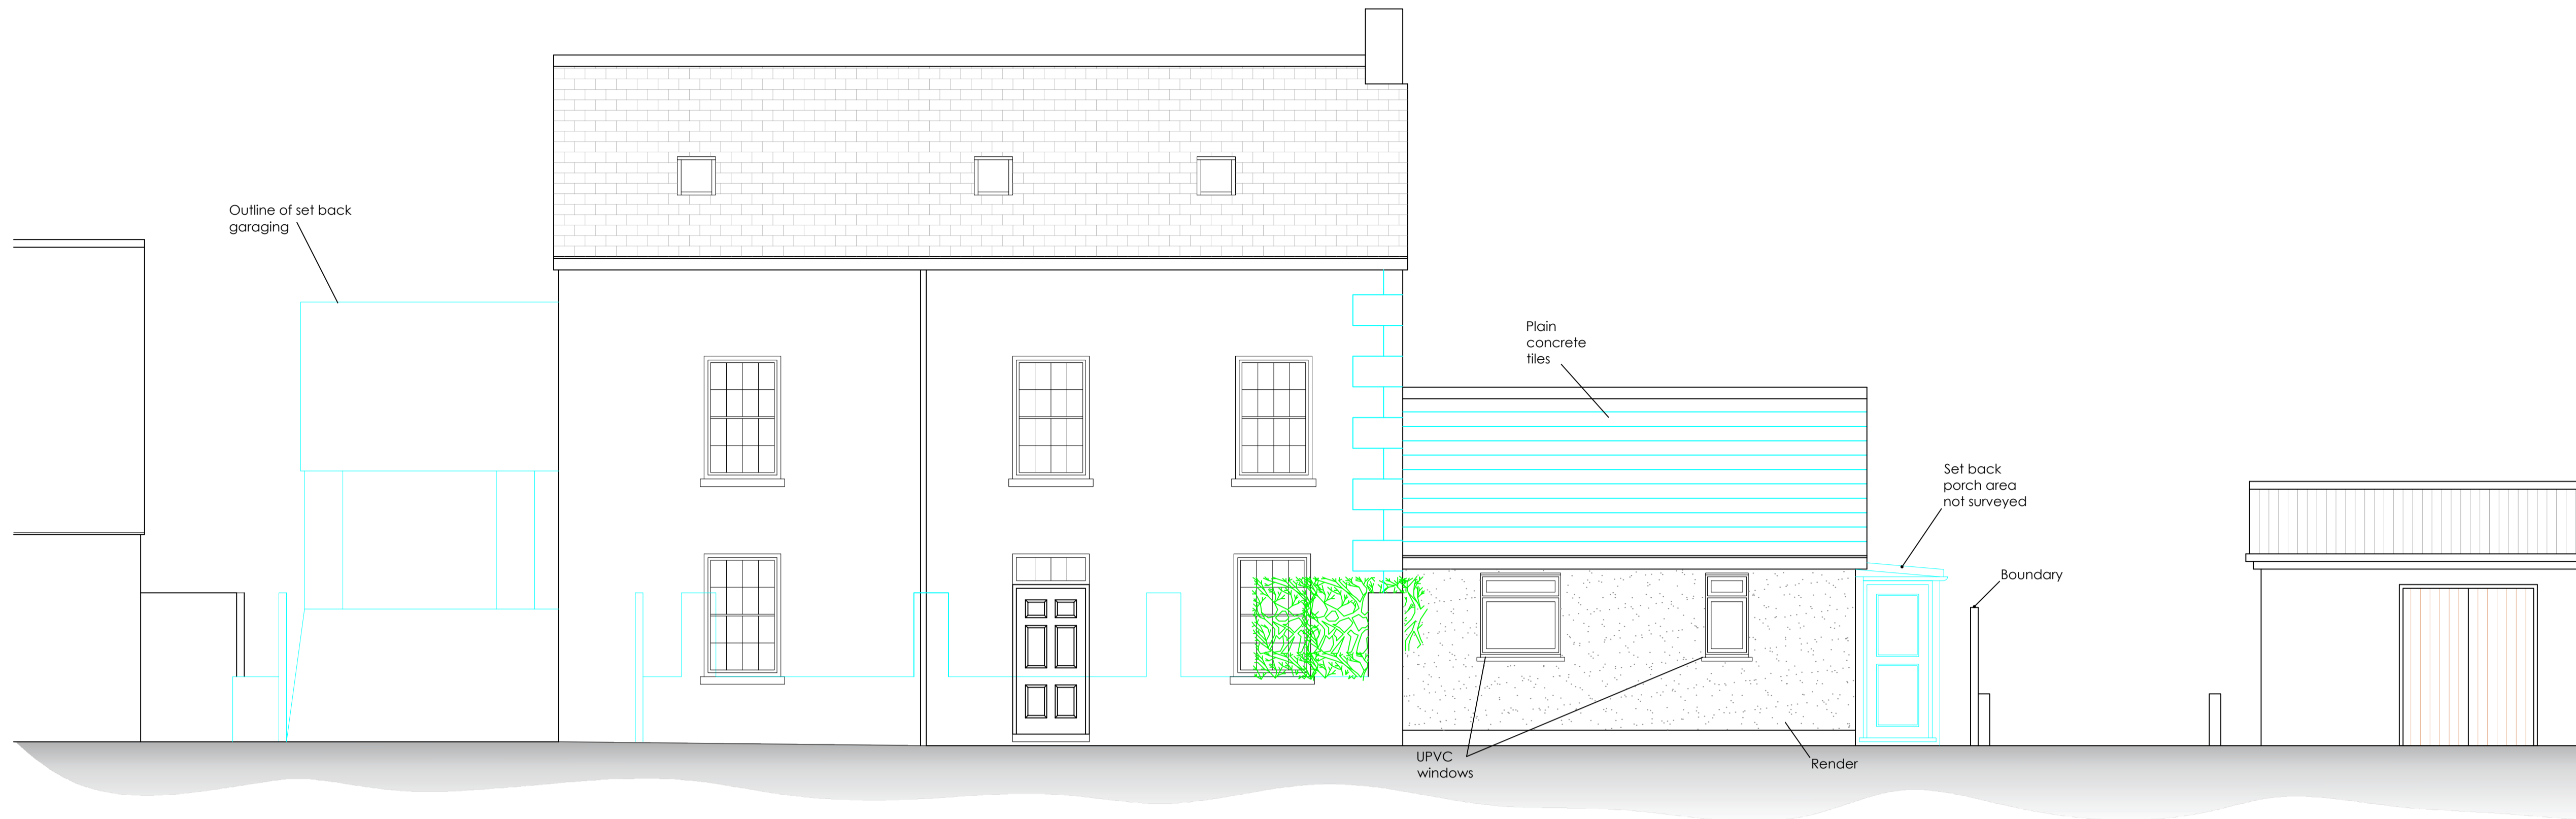 Outline of set back
garaging
Plain
concrete
tiles
Set back
porch area
not surveyed
Boundary
UPVC
windows
Render